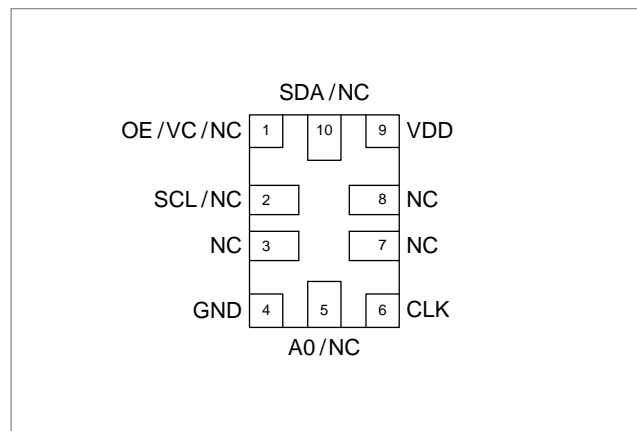 SDA/NC
OE/VC/NC 1 10 9 VDD
SCL/NC 2 8 NC
NC 3 7 NC
GND 4 5 6 CLK
A0/NC